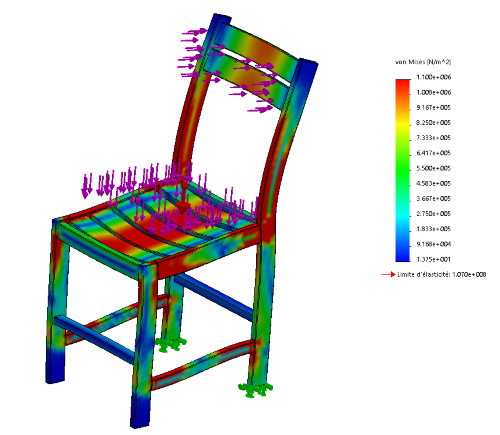 von Mises (N/m^2)
1.100e+006
1.008e+006
9.167e+005
8.250e+005
7.333e+005
6.417e+005
5.500e+005
4.583e+005
3.667e+005
2.750e+005
1.833e+005
9.168e+004
1.375e+001
Limite d'élasticité: 1.070e+008